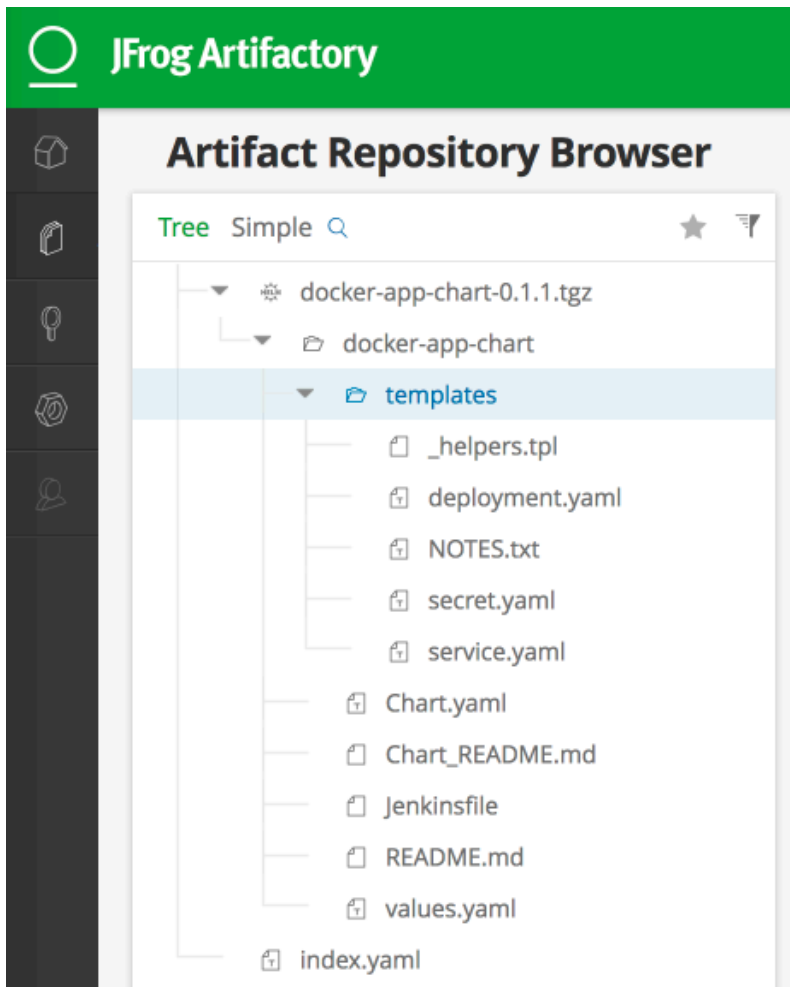 JFrog Artifactory
Artifact Repository Browser
Tree Simple
HELM docker-app-chart-0.1.1.tgz
docker-app-chart
templates
_helpers.tpl
deployment.yaml
NOTES.txt
secret.yaml
service.yaml
Chart.yaml
Chart_README.md
Jenkinsfile
README.md
values.yaml
index.yaml